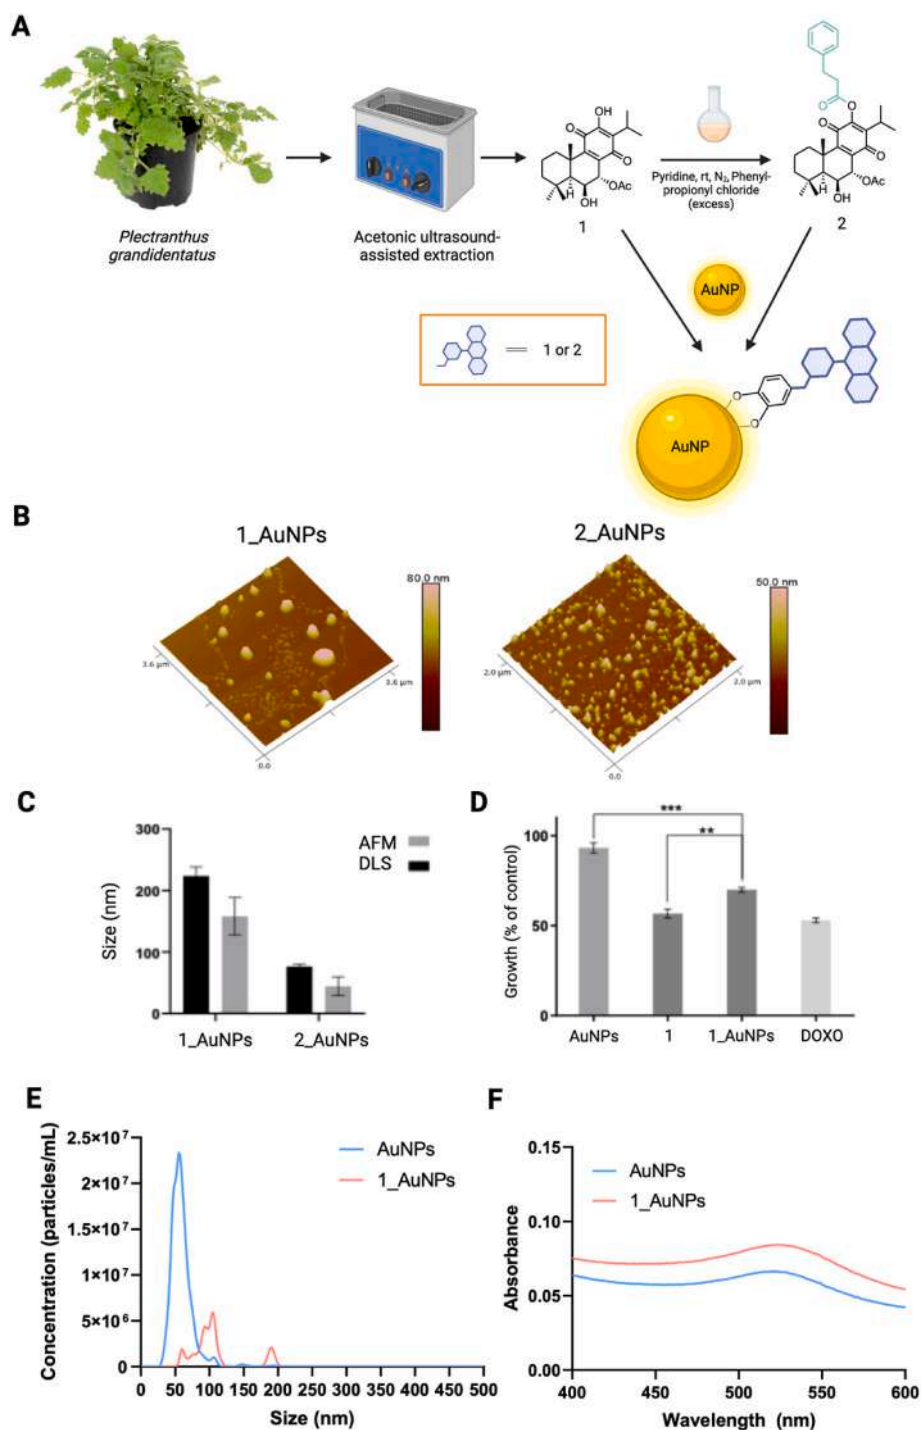 A
Plectranthus
grandidentatus
Acetonic ultrasound-
assisted extraction
O
OH
O
OAc
H
OH
1
Pyridine, rt, N₂, Phenyl-
propionyl chloride
(excess)
O
O
O
O
OAc
H
OH
2
AuNP
1 or 2
AuNP
O
O
B
1_AuNPs
80.0 nm
3.6 μm
3.6 μm
0.0
2_AuNPs
50.0 nm
2.0 μm
2.0 μm
0.0
C
300
200
100
0
Size (nm)
AFM
DLS
1_AuNPs
2_AuNPs
D
***
**
100
50
0
Growth (% of control)
AuNPs
1
1_AuNPs
DOXO
E
Concentration (particles/mL)
2.5×10⁷
2×10⁷
1.5×10⁷
1×10⁷
5×10⁶
0
AuNPs
1_AuNPs
0 50 100 150 200 250 300 350 400 450 500
Size (nm)
F
Absorbance
0.15
0.10
0.05
0.00
AuNPs
1_AuNPs
400 450 500 550 600
Wavelength (nm)